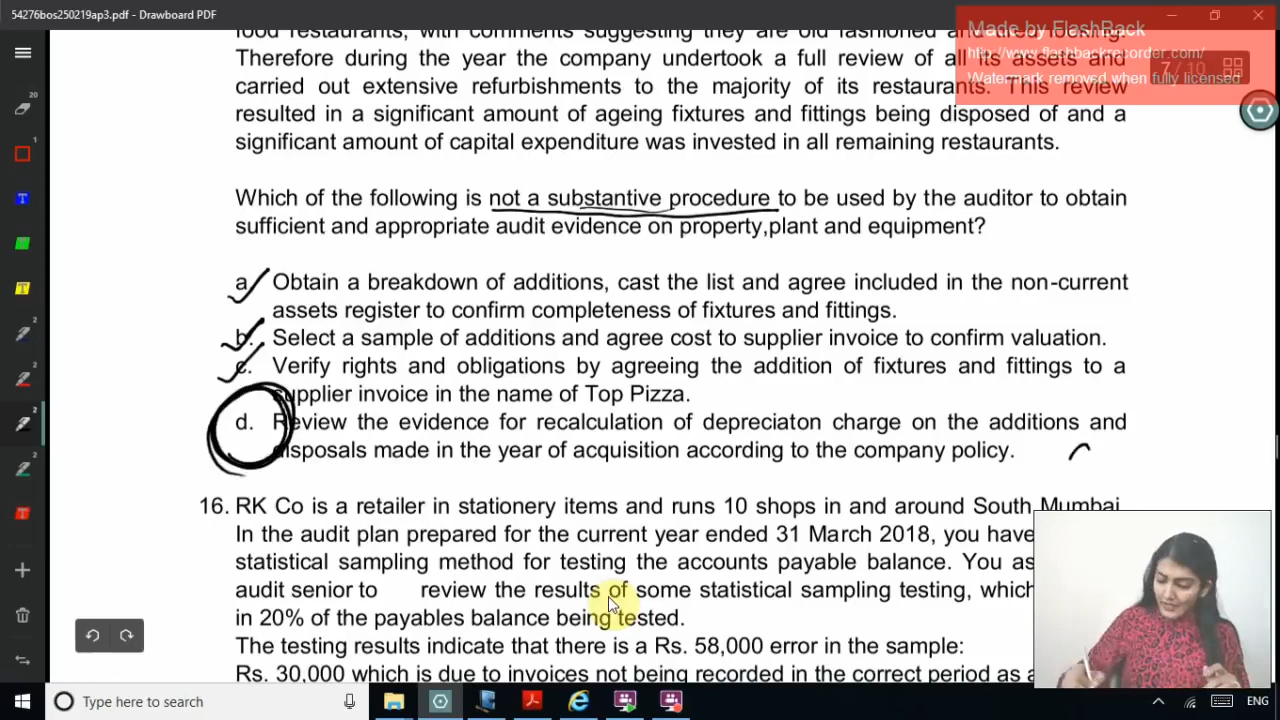 54276bos250219ap3.pdf - Drawboard PDF
Made by FlashBack
http://www.flashbackrecorder.com/
Watermark removed when fully licensed
7 / 10
food restaurants, with comments suggesting they are old fashioned and
Therefore during the year the company undertook a full review of all its assets and
carried out extensive refurbishments to the majority of its restaurants. This review
resulted in a significant amount of ageing fixtures and fittings being disposed of and a
significant amount of capital expenditure was invested in all remaining restaurants.
Which of the following is not a substantive procedure to be used by the auditor to obtain
sufficient and appropriate audit evidence on property,plant and equipment?
a. Obtain a breakdown of additions, cast the list and agree included in the non-current
assets register to confirm completeness of fixtures and fittings.
b. Select a sample of additions and agree cost to supplier invoice to confirm valuation.
c. Verify rights and obligations by agreeing the addition of fixtures and fittings to a
supplier invoice in the name of Top Pizza.
d. Review the evidence for recalculation of depreciaton charge on the additions and
disposals made in the year of acquisition according to the company policy.
16. RK Co is a retailer in stationery items and runs 10 shops in and around South Mumbai.
In the audit plan prepared for the current year ended 31 March 2018, you have
statistical sampling method for testing the accounts payable balance. You as
audit senior to review the results of some statistical sampling testing, which
in 20% of the payables balance being tested.
The testing results indicate that there is a Rs. 58,000 error in the sample:
Rs. 30,000 which is due to invoices not being recorded in the correct period as a
Type here to search
ENG